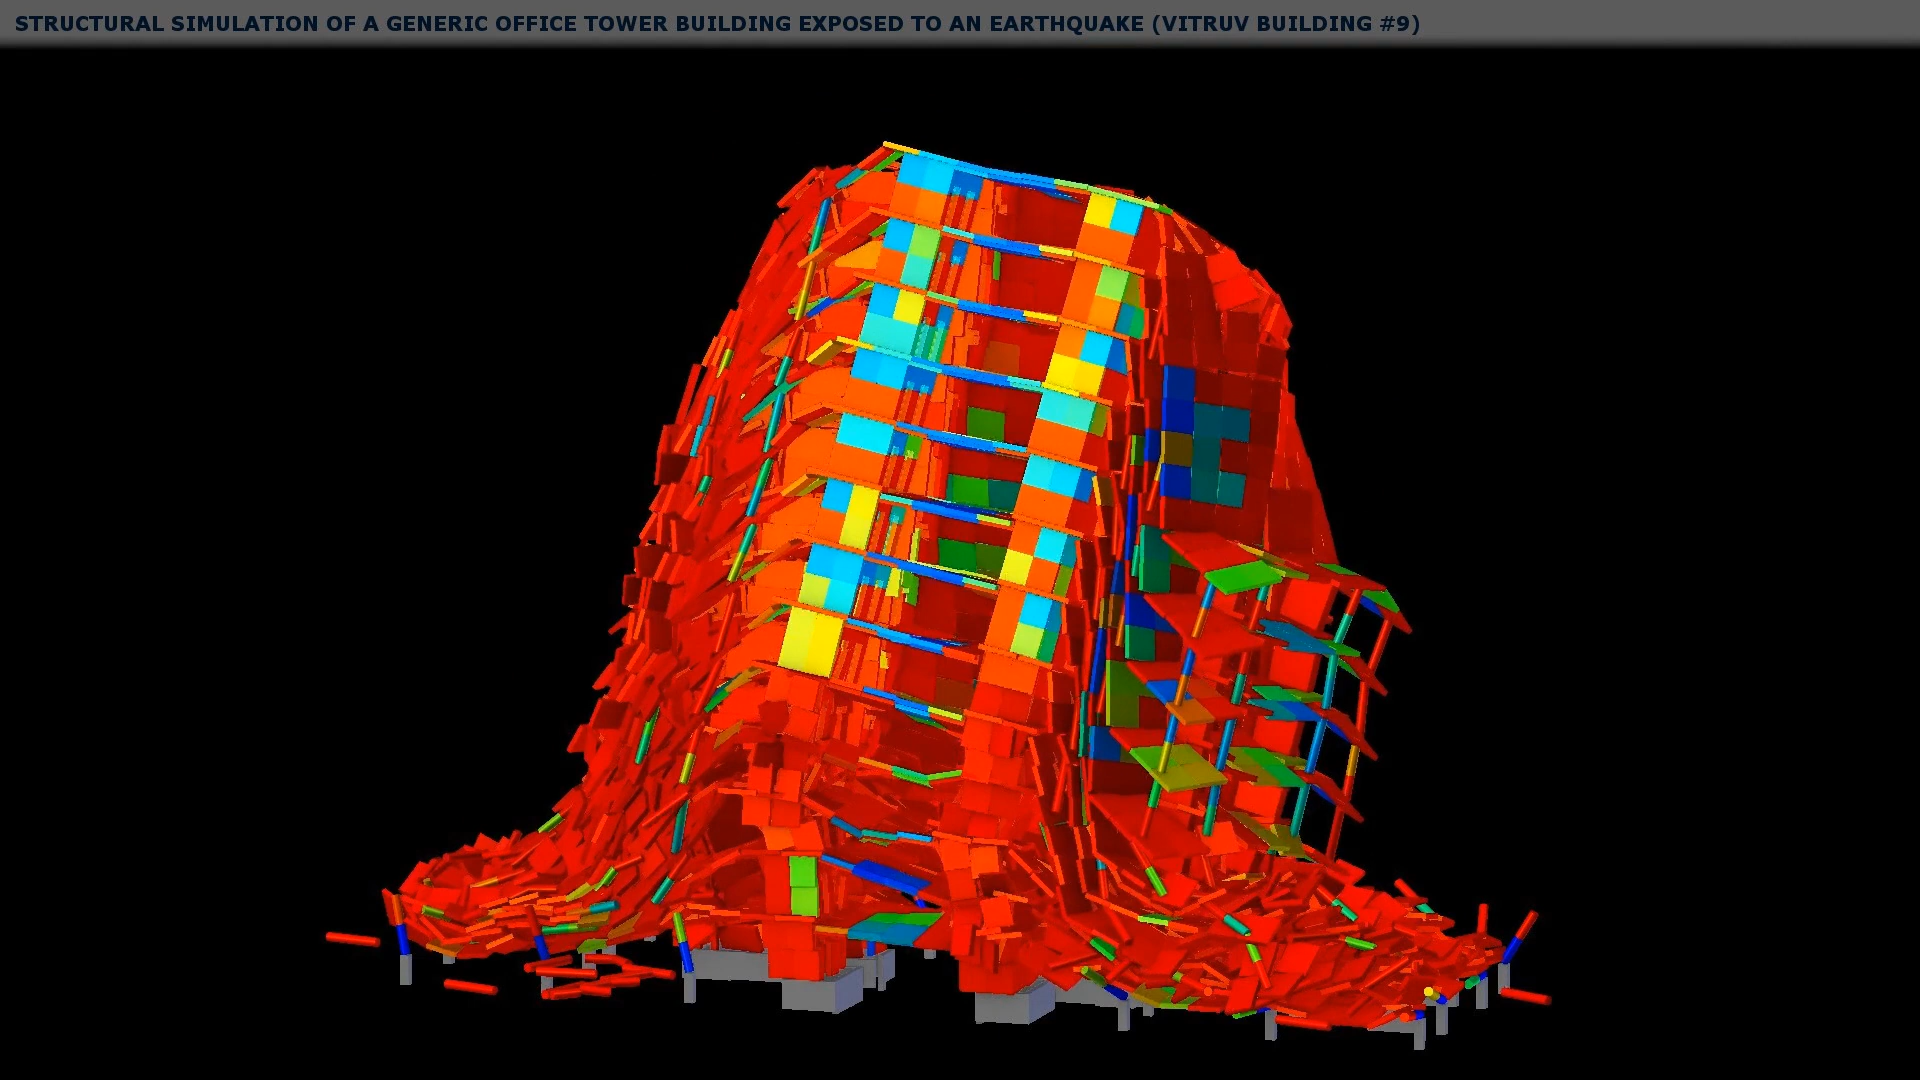 STRUCTURAL SIMULATION OF A GENERIC OFFICE TOWER BUILDING EXPOSED TO AN EARTHQUAKE (VITRUV BUILDING #9)